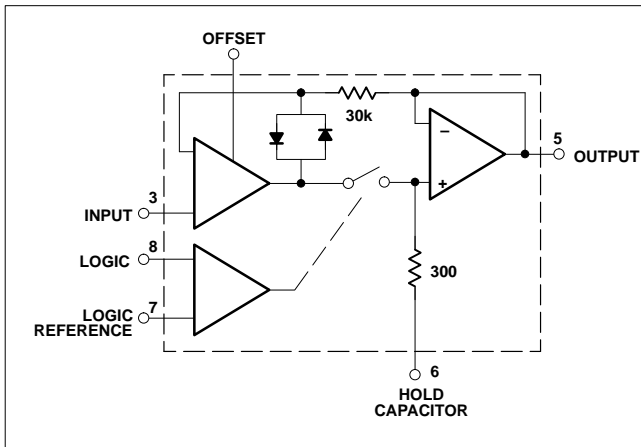 OFFSET
30k
5
OUTPUT
−
+
3
INPUT
8
LOGIC
7
LOGIC
REFERENCE
300
6
HOLD
CAPACITOR